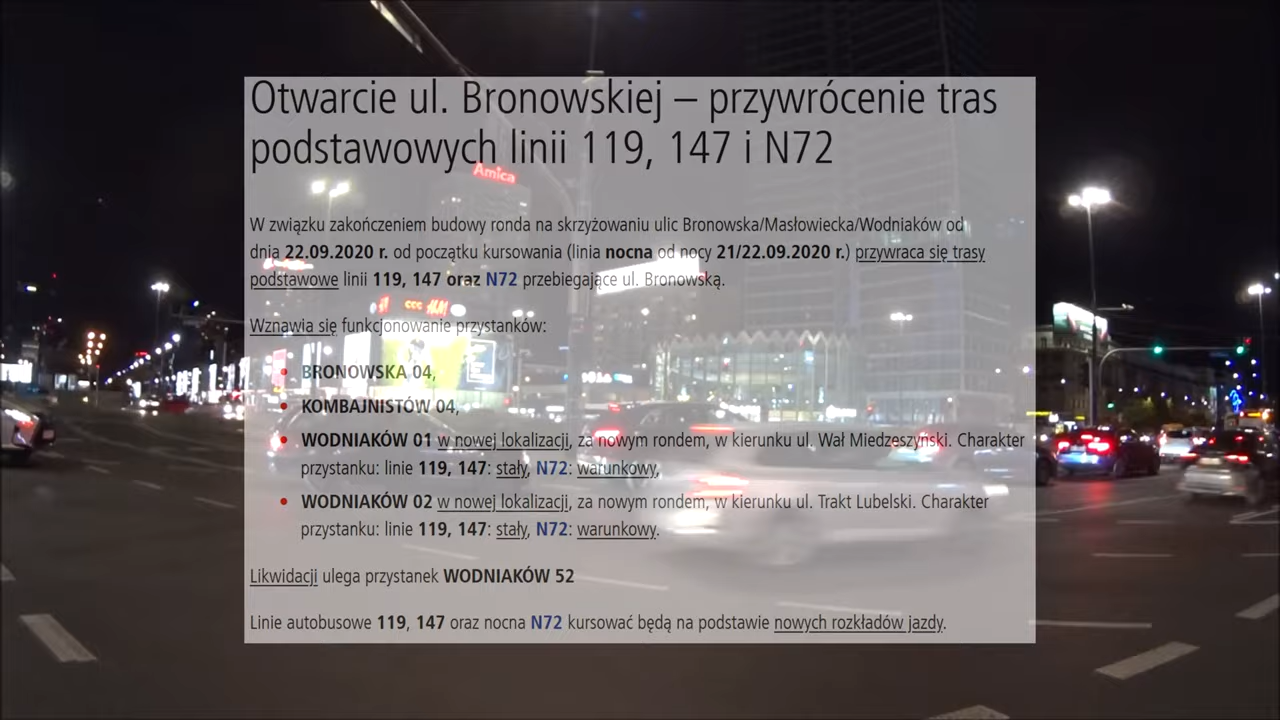 Otwarcie ul. Bronowskiej – przywrócenie tras
podstawowych linii 119, 147 i N72
Amica
W związku zakończeniem budowy ronda na skrzyżowaniu ulic Bronowska/Masłowiecka/Wodniaków od
dnia 22.09.2020 r. od początku kursowania (linia nocna od nocy 21/22.09.2020 r.) przywraca się trasy
podstawowe linii 119, 147 oraz N72 przebiegające ul. Bronowską.
Wznawia się funkcjonowanie przystanków:
BRONOWSKA 04,
KOMBAJNISTÓW 04,
WODNIAKÓW 01 w nowej lokalizacji, za nowym rondem, w kierunku ul. Wał Miedzeszyński. Charakter
przystanku: linie 119, 147: stały, N72: warunkowy,
WODNIAKÓW 02 w nowej lokalizacji, za nowym rondem, w kierunku ul. Trakt Lubelski. Charakter
przystanku: linie 119, 147: stały, N72: warunkowy.
Likwidacji ulega przystanek WODNIAKÓW 52
Linie autobusowe 119, 147 oraz nocna N72 kursować będą na podstawie nowych rozkładów jazdy.